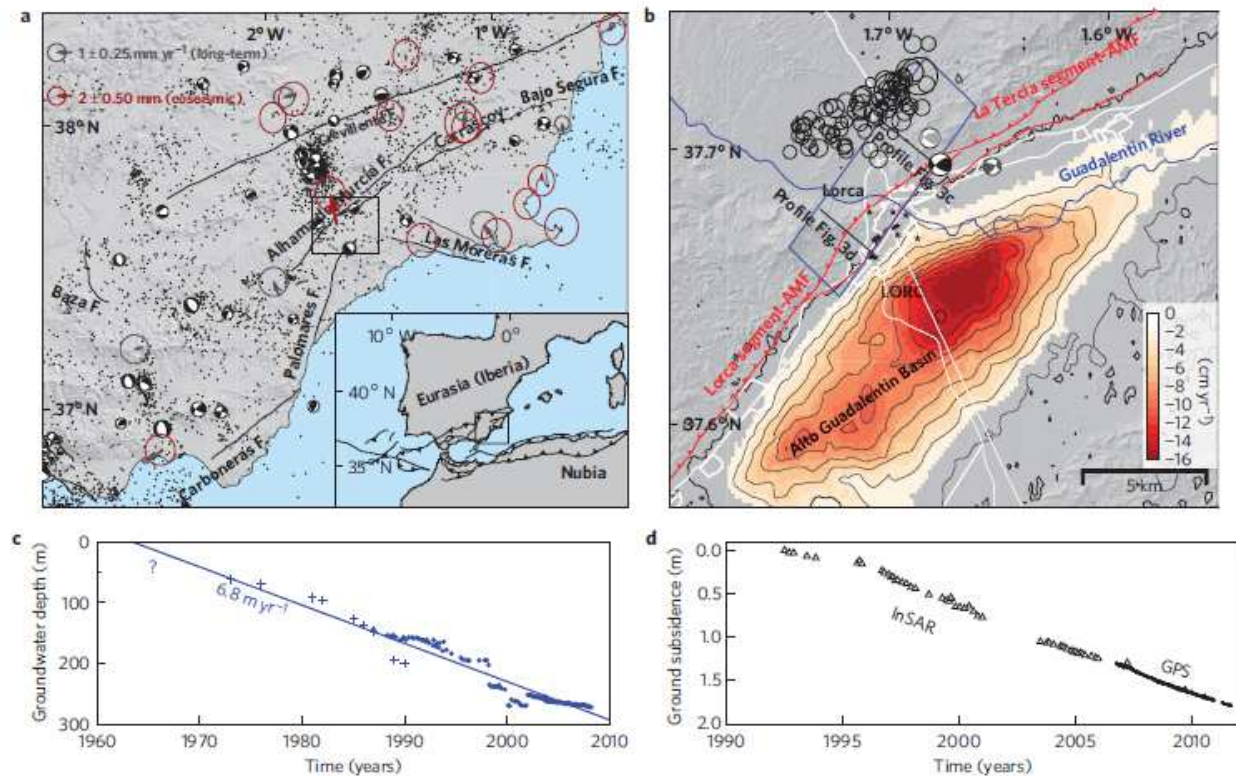 a
2° W
1° W
1 ± 0.25 mm yr⁻¹ (long-term)
2 ± 0.50 mm (coseismic)
Bajo Segura F.
38° N
Alhama Murcia F.
Las Moreras F.
Baza F.
Palomares F.
37° N
Carboneras F.
10° W
0°
40° N
Eurasia (Iberia)
35° N
Nubia
b
1.7° W
1.6° W
La Tercia segment-AMF
37.7° N
Profile Fig. 3c
Guadalentin River
Lorca
Profile Fig. 3d
LORC
Lorca segment-AMF
Alto Guadalentin Basin
37.6° N
0
−2
−4
−6
−8
−10
−12
−14
−16
(cm yr⁻¹)
5 km
c
Groundwater depth (m)
0
100
200
300
?
6.8 m yr⁻¹
1960
1970
1980
1990
2000
2010
Time (years)
d
Ground subsidence (m)
0.0
0.5
1.0
1.5
2.0
InSAR
GPS
1990
1995
2000
2005
2010
Time (years)